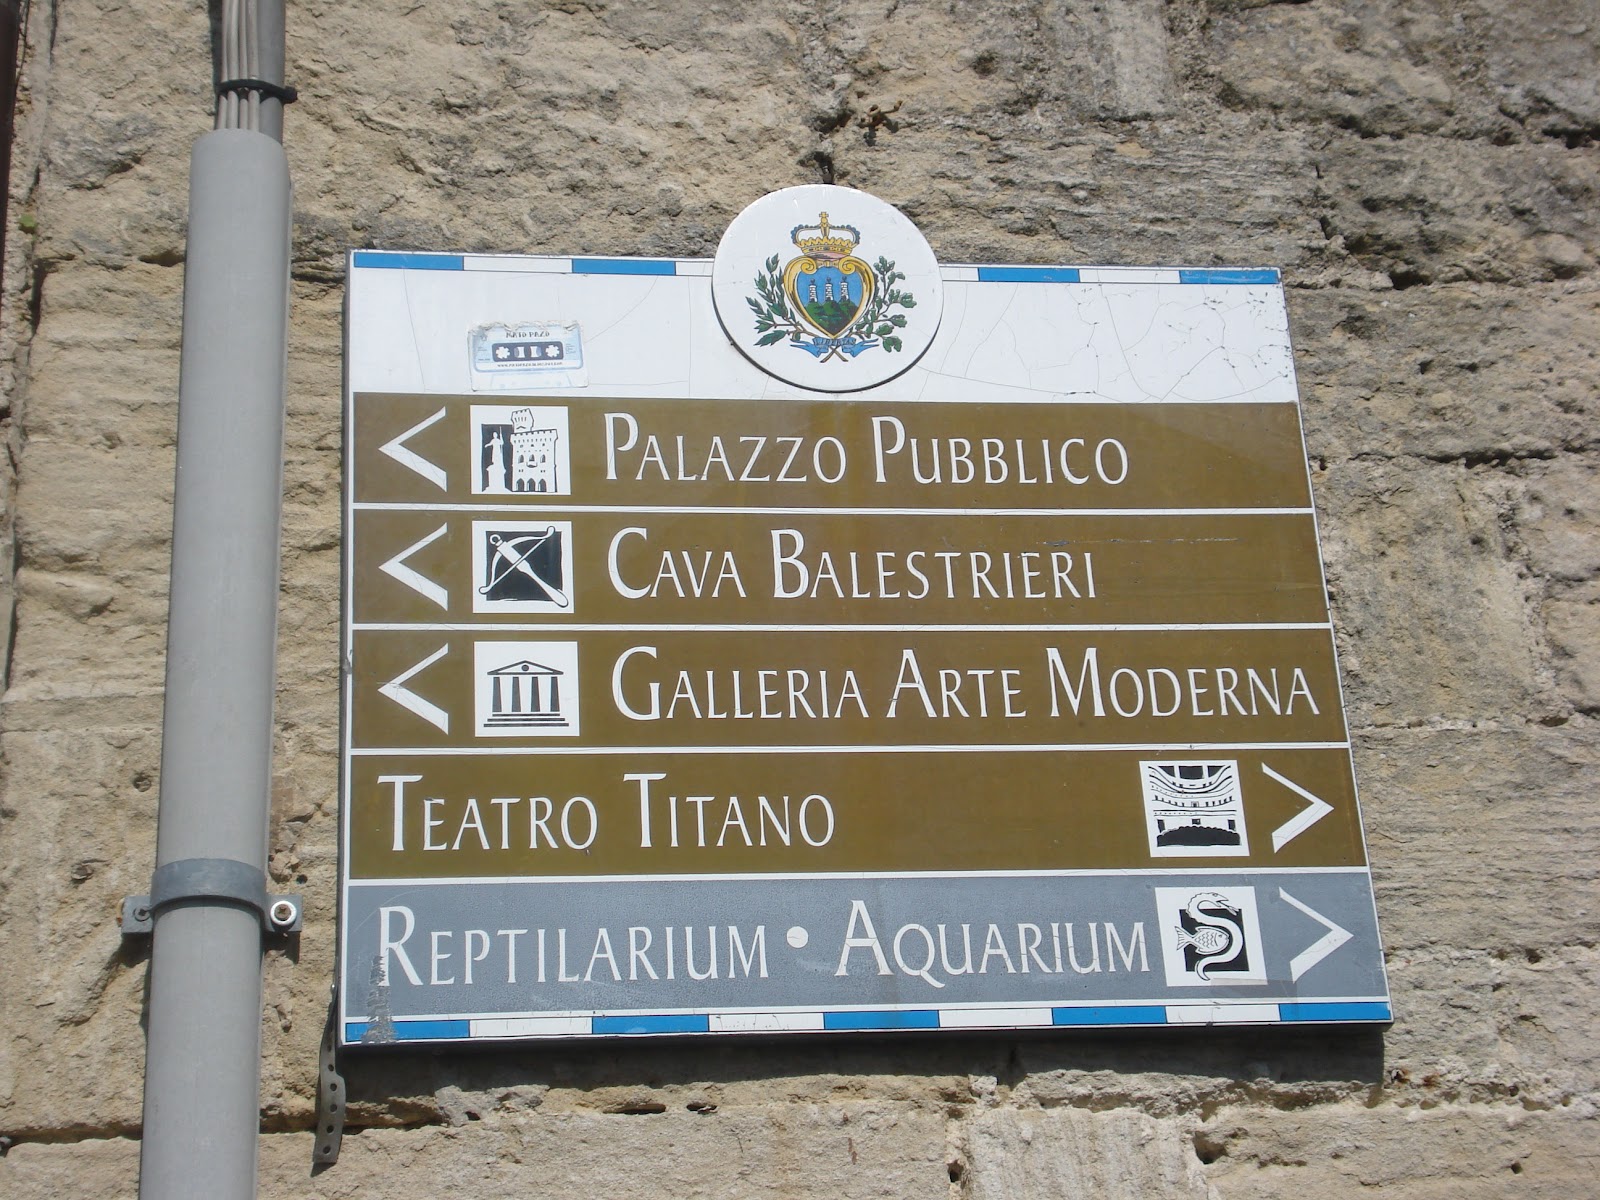 PALAZZO PUBBLICO
CAVA BALESTRIERI
GALLERIA ARTE MODERNA
TEATRO TITANO
REPTILARIUM • AQUARIUM